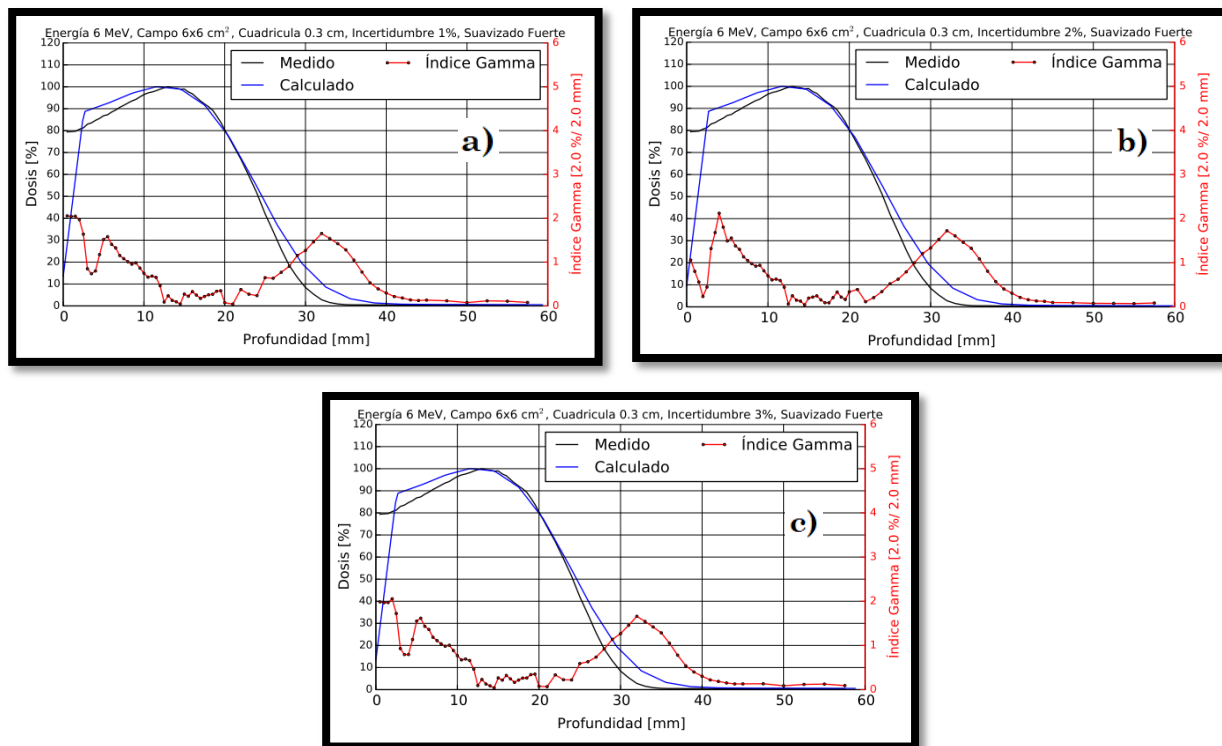 Energía 6 MeV, Campo 6x6 cm², Cuadricula 0.3 cm, Incertidumbre 1%, Suavizado Fuerte
120
110
100
90
80
70
60
50
40
30
20
10
0
Dosis [%]
Medido
Calculado
Índice Gamma
a)
6
5
4
3
2
1
0
Índice Gamma [2.0 %/ 2.0 mm]
0 10 20 30 40 50 60
Profundidad [mm]
Energía 6 MeV, Campo 6x6 cm², Cuadricula 0.3 cm, Incertidumbre 2%, Suavizado Fuerte
120
110
100
90
80
70
60
50
40
30
20
10
0
Dosis [%]
Medido
Calculado
Índice Gamma
b)
6
5
4
3
2
1
0
Índice Gamma [2.0 %/ 2.0 mm]
0 10 20 30 40 50 60
Profundidad [mm]
Energía 6 MeV, Campo 6x6 cm², Cuadricula 0.3 cm, Incertidumbre 3%, Suavizado Fuerte
120
110
100
90
80
70
60
50
40
30
20
10
0
Dosis [%]
Medido
Calculado
Índice Gamma
c)
6
5
4
3
2
1
0
Índice Gamma [2.0 %/ 2.0 mm]
0 10 20 30 40 50 60
Profundidad [mm]